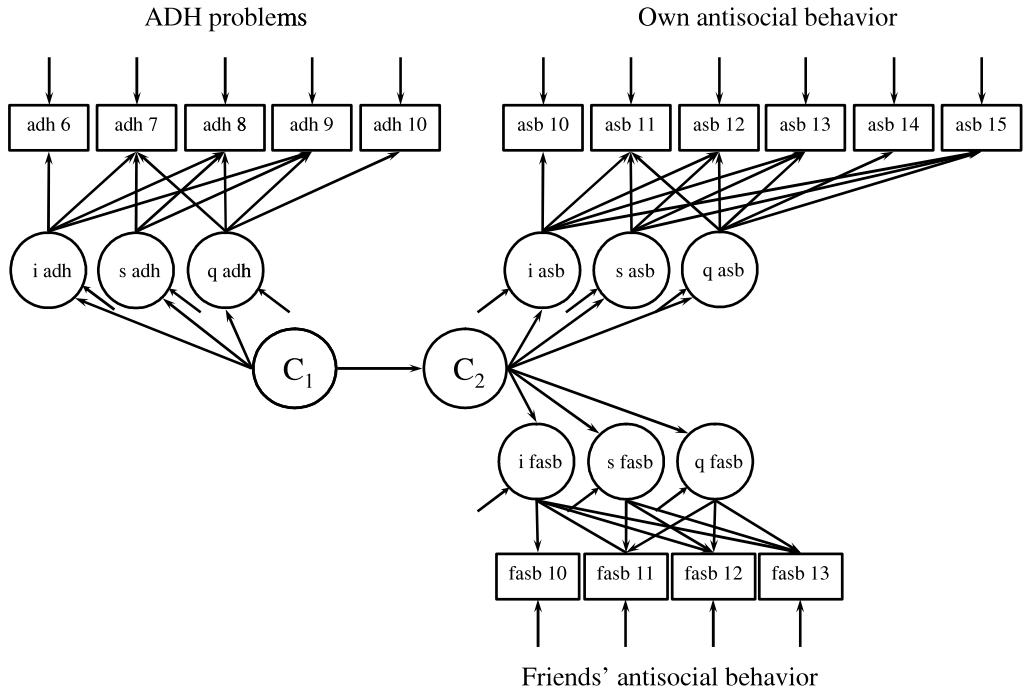 ADH problems
Own antisocial behavior
adh 6 adh 7 adh 8 adh 9 adh 10
asb 10 asb 11 asb 12 asb 13 asb 14 asb 15
i adh s adh q adh
i asb s asb q asb
C1
C2
i fasb s fasb q fasb
fasb 10 fasb 11 fasb 12 fasb 13
Friends’ antisocial behavior